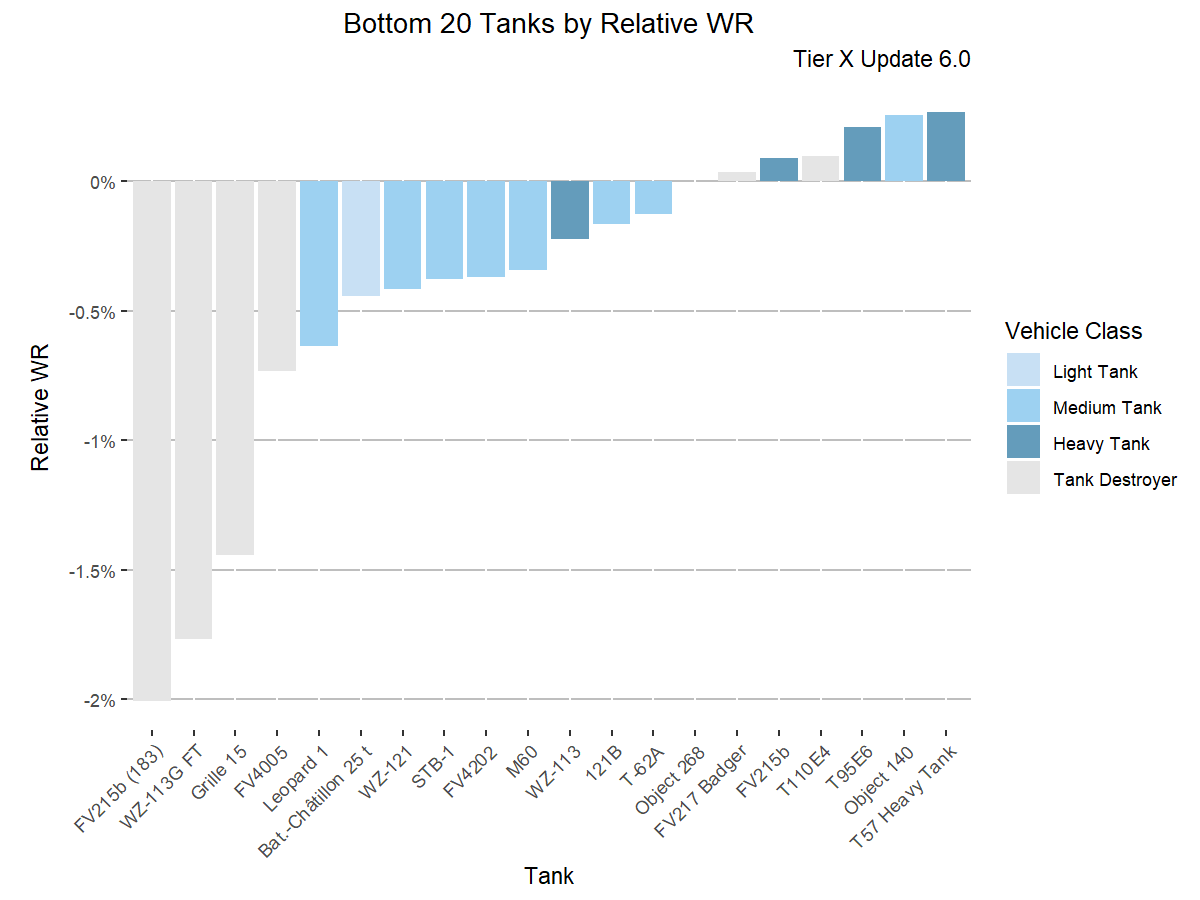 Bottom 20 Tanks by Relative WR
Tier X Update 6.0
Relative WR
0%
-0.5%
-1%
-1.5%
-2%
FV215b (183)
WZ-113G FT
Grille 15
FV4005
Leopard 1
Bat.-Châtillon 25 t
WZ-121
STB-1
FV4202
M60
WZ-113
121B
T-62A
Object 268
FV217 Badger
FV215b
T110E4
T95E6
Object 140
T57 Heavy Tank
Tank
Vehicle Class
Light Tank
Medium Tank
Heavy Tank
Tank Destroyer